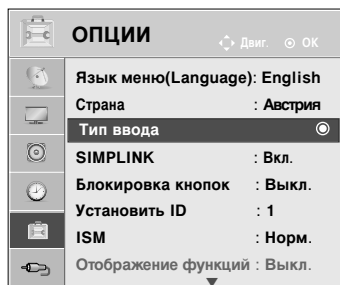 ОПЦИИ Двиг. OK
Язык меню(Language): English
Страна : Австрия
Тип ввода
SIMPLINK : Вкл.
Блокировка кнопок : Выкл.
Установить ID : 1
ISM : Норм.
Отображение функций : Выкл.